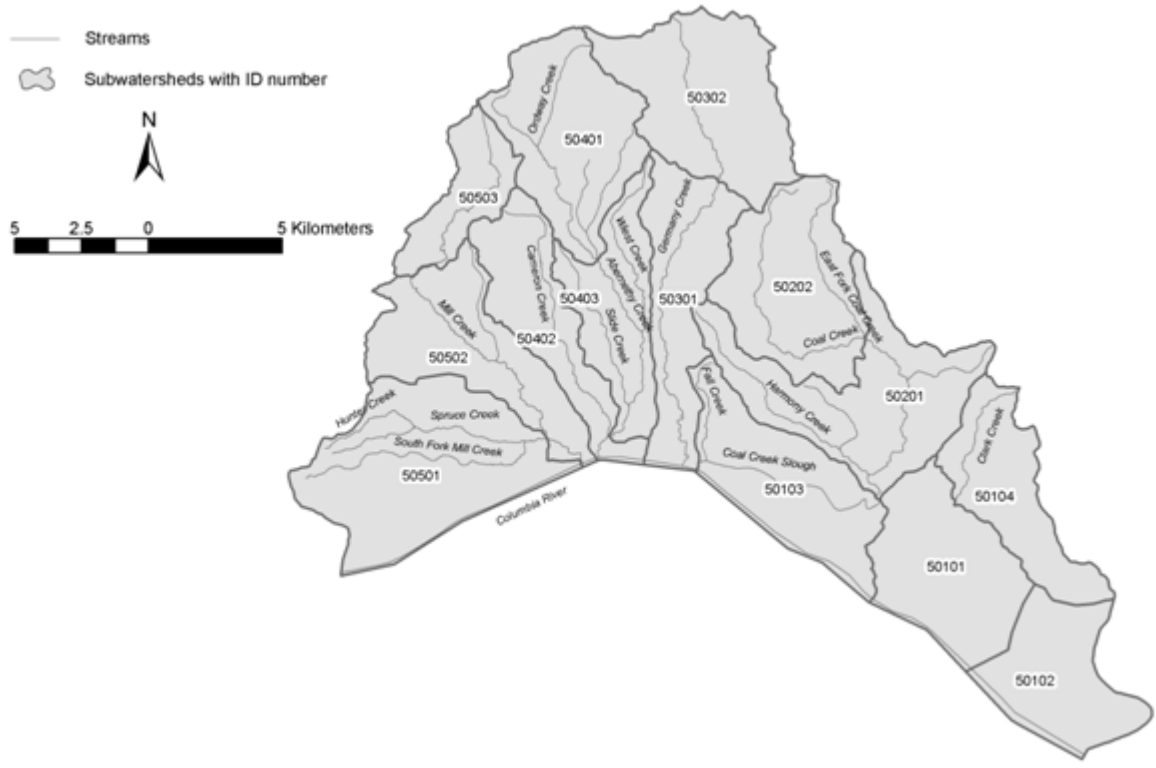 Streams
Subwatersheds with ID number
N
5 2.5 0 5 Kilometers
50302
Ordway Creek
50401
50503
Germany Creek
West Creek
Abernethy Creek
Cameron Creek
50403
50301
50202
East Fork Coal Creek
Slide Creek
Mill Creek
50402
Coal Creek
50502
Fall Creek
Harmony Creek
50201
Hunter Creek
Spruce Creek
Clark Creek
South Fork Mill Creek
Coal Creek Slough
50501
50103
50104
Columbia River
50101
50102